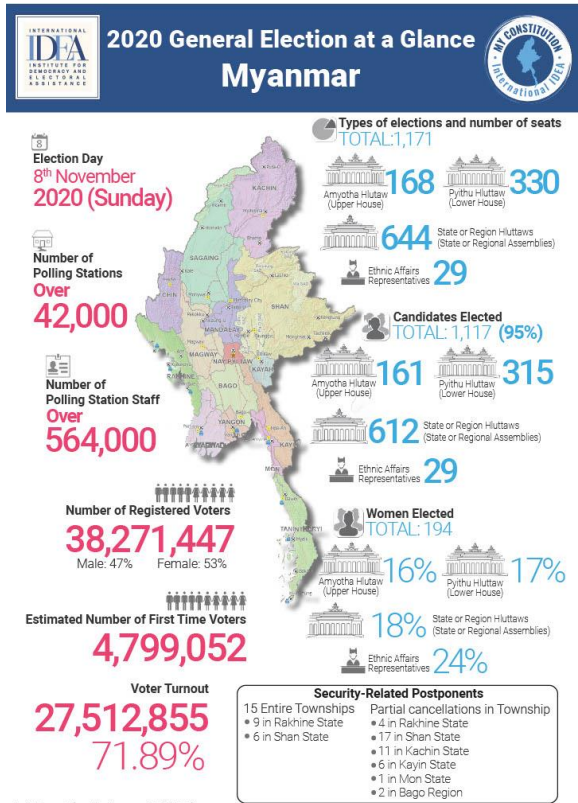 INTERNATIONAL
IDEA
INSTITUTE FOR
DEMOCRACY AND
ELECTORAL
ASSISTANCE
2020 General Election at a Glance
Myanmar
MY CONSTITUTION
International IDEA
8
Election Day
8th November
2020 (Sunday)
Number of
Polling Stations
Over
42,000
Number of
Polling Station Staff
Over
564,000
Number of Registered Voters
38,271,447
Male: 47% Female: 53%
Estimated Number of First Time Voters
4,799,052
Voter Turnout
27,512,855
71.89%
KACHIN
SAGAING
CHIN
SHAN
MANDALAY
MAGWAY
NAYPYITAW
RAKHINE
KAYAH
BAGO
YANGON
AYEYARWADY
KAYIN
MON
TANINTHARYI
Types of elections and number of seats
TOTAL:1,171
Amyotha Hlutaw
(Upper House)
168
Pyithu Hluttaw
(Lower House)
330
644
State or Region Hluttaws
(State or Regional Assemblies)
Ethnic Affairs
Representatives
29
Candidates Elected
TOTAL: 1,117 (95%)
Amyotha Hlutaw
(Upper House)
161
Pyithu Hluttaw
(Lower House)
315
612
State or Region Hluttaws
(State or Regional Assemblies)
Ethnic Affairs
Representatives
29
Women Elected
TOTAL: 194
Amyotha Hlutaw
(Upper House)
16%
Pyithu Hluttaw
(Lower House)
17%
18%
State or Region Hluttaws
(State or Regional Assemblies)
Ethnic Affairs
Representatives
24%
Security-Related Postponents
15 Entire Townships
• 9 in Rakhine State
• 6 in Shan State
Partial cancellations in Township
• 4 in Rakhine State
• 17 in Shan State
• 11 in Kachin State
• 6 in Kayin State
• 1 in Mon State
• 2 in Bago Region